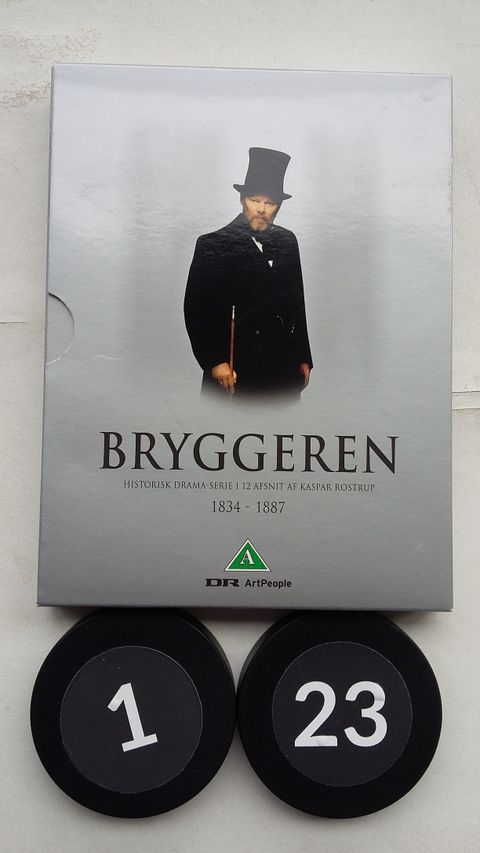 BRYGGEREN
HISTORISK DRAMA-SERIE I 12 AFSNIT AF KASPAR ROSTRUP
1834 - 1887
A
DR ArtPeople
1 23